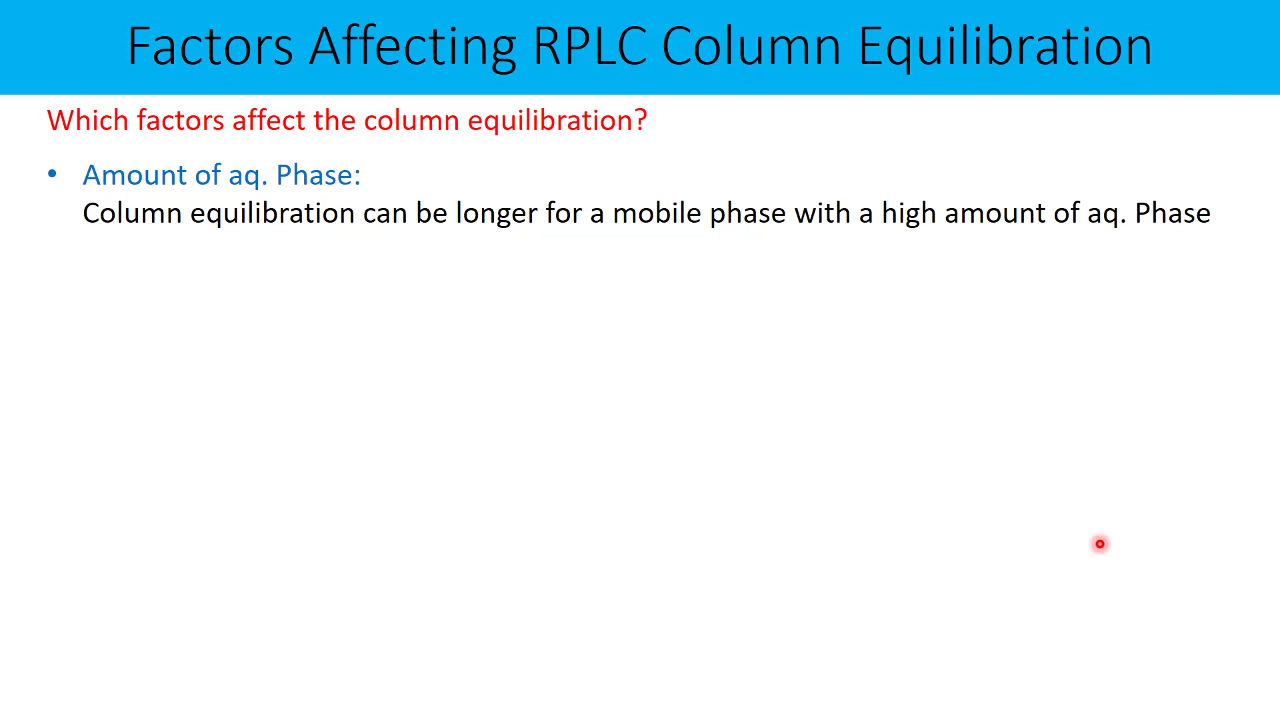 Factors Affecting RPLC Column Equilibration
Which factors affect the column equilibration?
• Amount of aq. Phase:
Column equilibration can be longer for a mobile phase with a high amount of aq. Phase